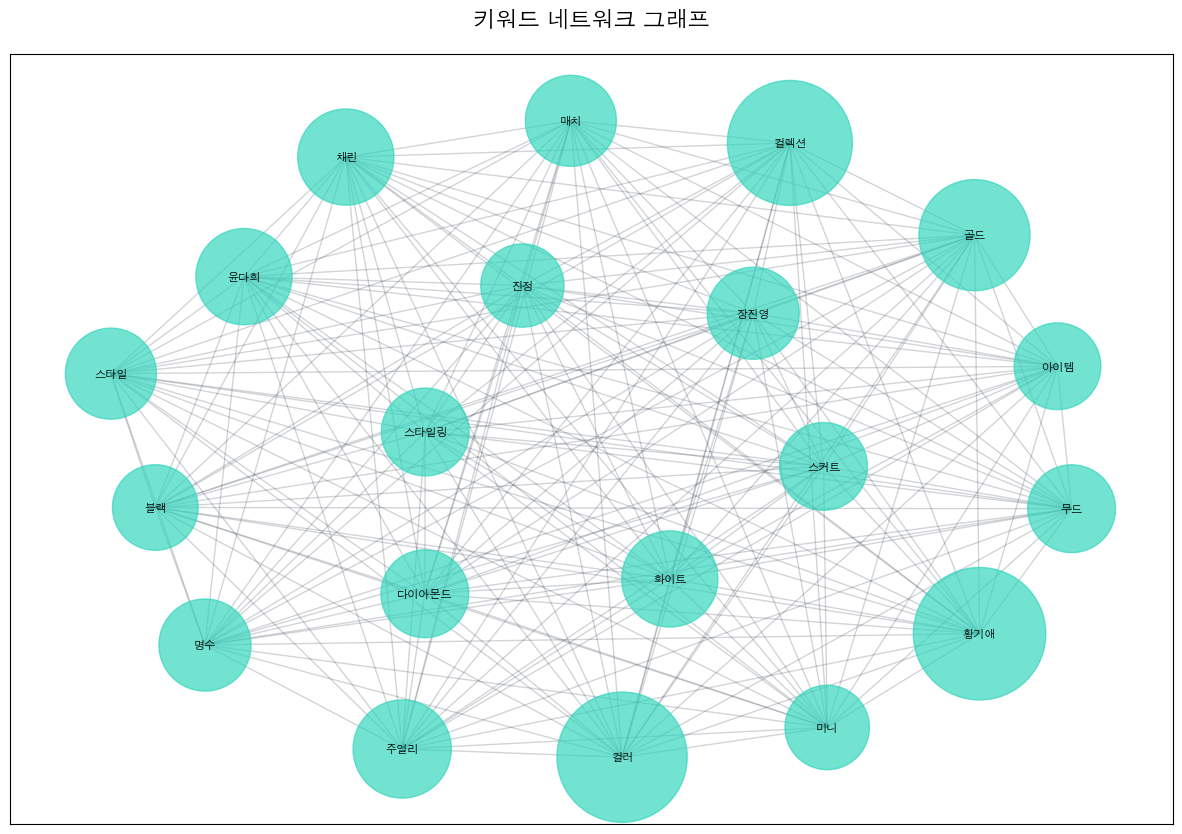 키워드 네트워크 그래프
매치
컬렉션
채린
골드
윤다희
진정
장진영
아이템
스타일
스타일링
스커트
블랙
무드
화이트
다이아몬드
황기애
명수
미니
주얼리
컬러